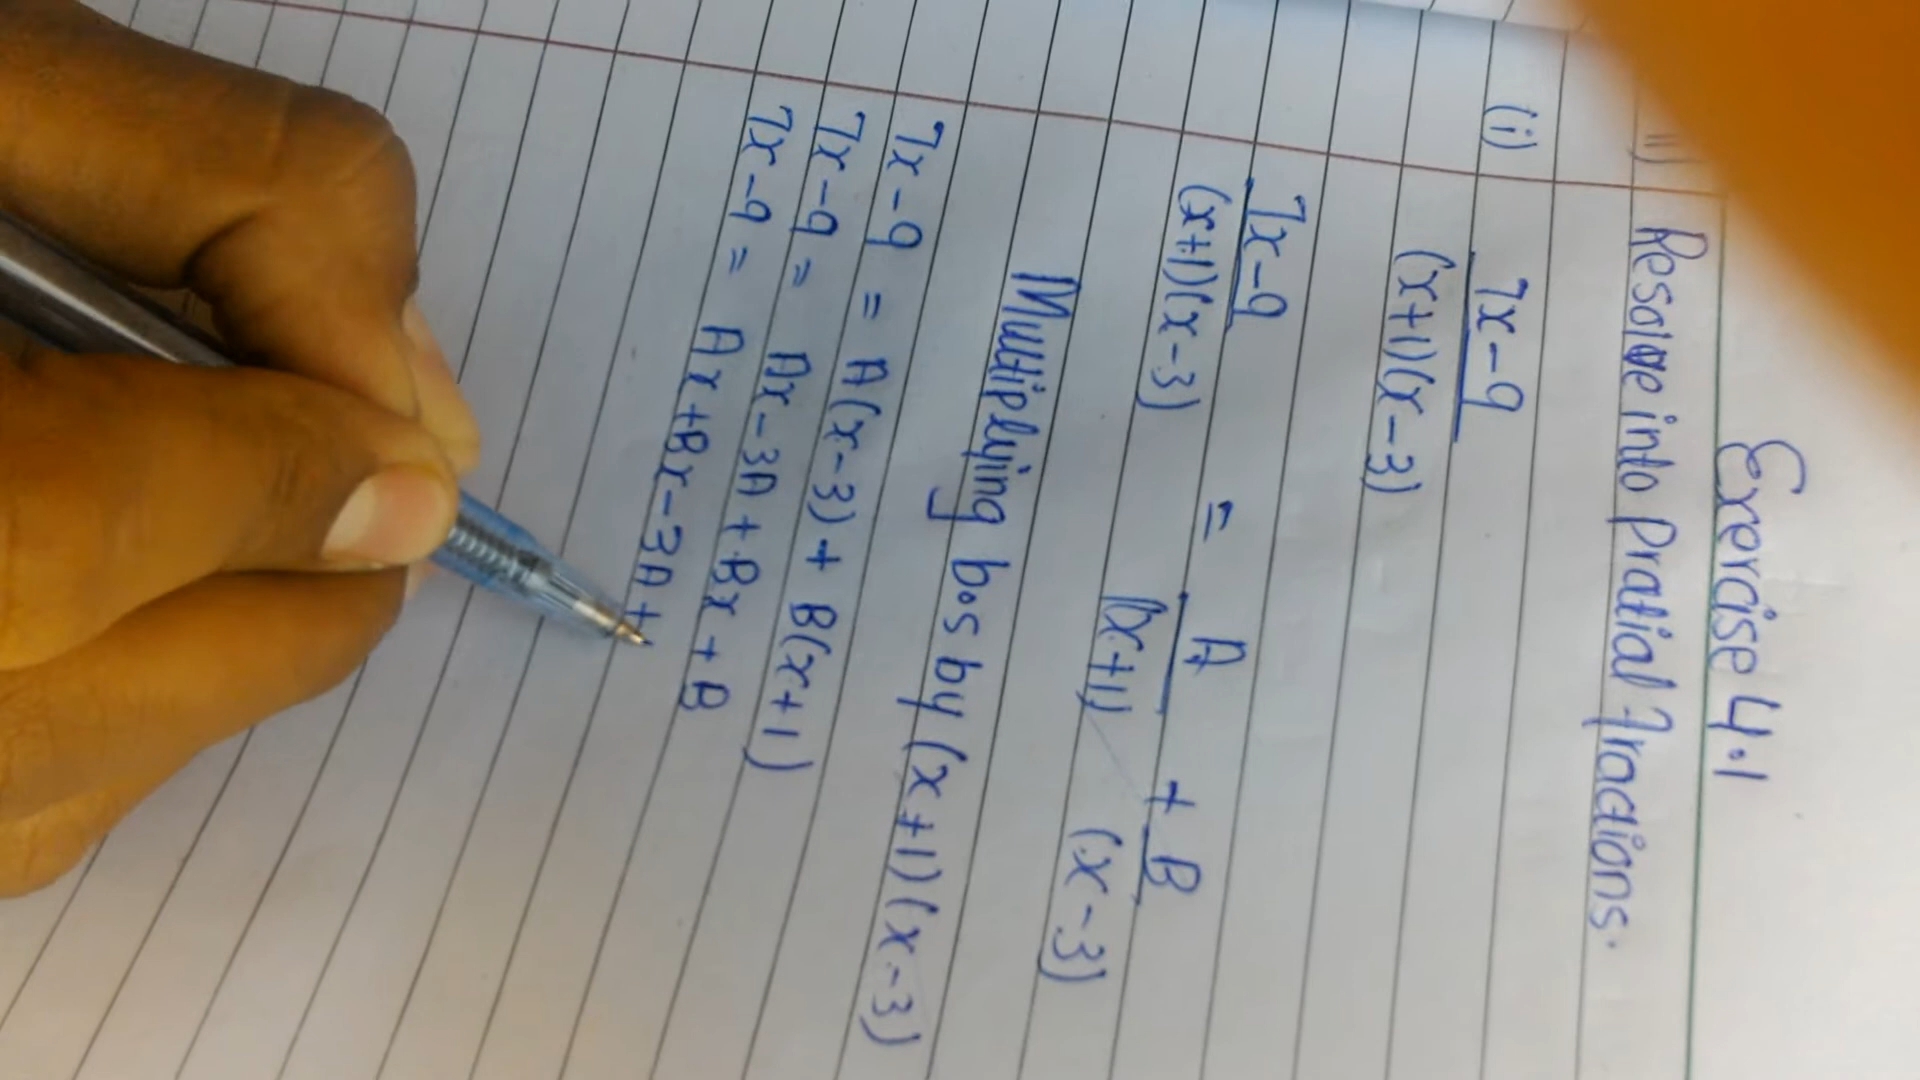 Exercise 4.1
Resolve into Pratial Fractions.
(i) 7x-9
(x+1)(x-3)
7x-9 = A + B
(x+1)(x-3) (x+1) (x-3)
Multiplying b.s by (x+1)(x-3)
7x-9 = A(x-3) + B(x+1)
7x-9 = Ax-3A + Bx + B
7x-9 = Ax+Bx-3A+